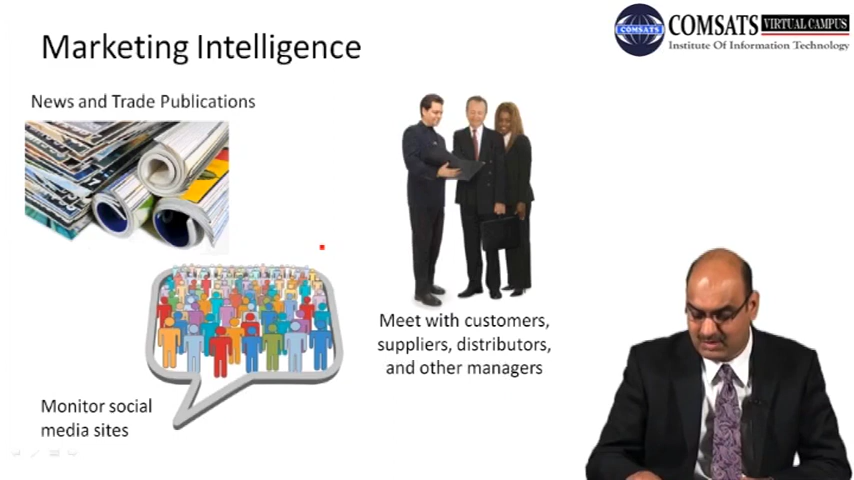 Marketing Intelligence
COMSATS VIRTUAL CAMPUS
Institute Of Information Technology
COMSATS
News and Trade Publications
Meet with customers,
suppliers, distributors,
and other managers
Monitor social
media sites